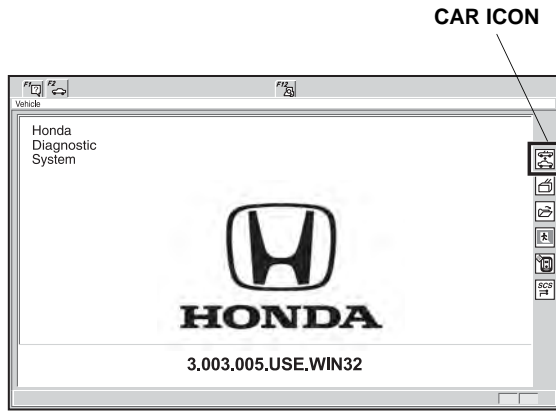 CAR ICON
F1 F2 F12
Vehicle
Honda
Diagnostic
System
HONDA
3.003.005.USE.WIN32
SCS